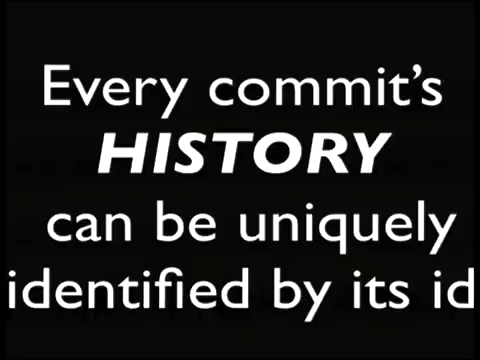 Every commit's
HISTORY
can be uniquely
identified by its id